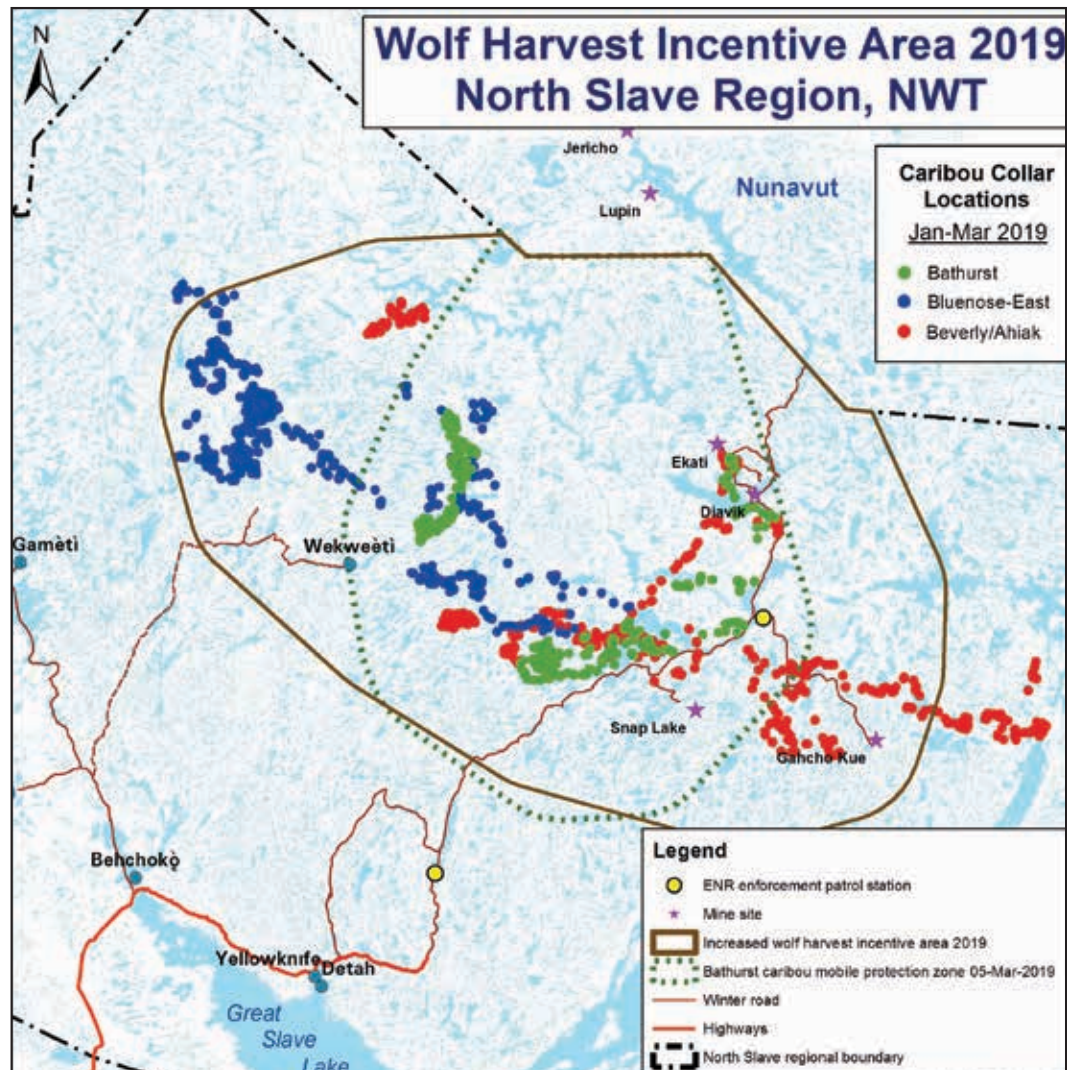 Wolf Harvest Incentive Area 2019
North Slave Region, NWT
N
Jericho
Lupin
Nunavut
Caribou Collar
Locations
Jan-Mar 2019
Bathurst
Bluenose-East
Beverly/Ahiak
Ekati
Diavik
Gamètì
Wekweètì
Snap Lake
Gahcho Kue
Behchokǫ̀
Yellowknife
Detah
Great
Slave
Lake
Legend
ENR enforcement patrol station
Mine site
Increased wolf harvest incentive area 2019
Bathurst caribou mobile protection zone 05-Mar-2019
Winter road
Highways
North Slave regional boundary